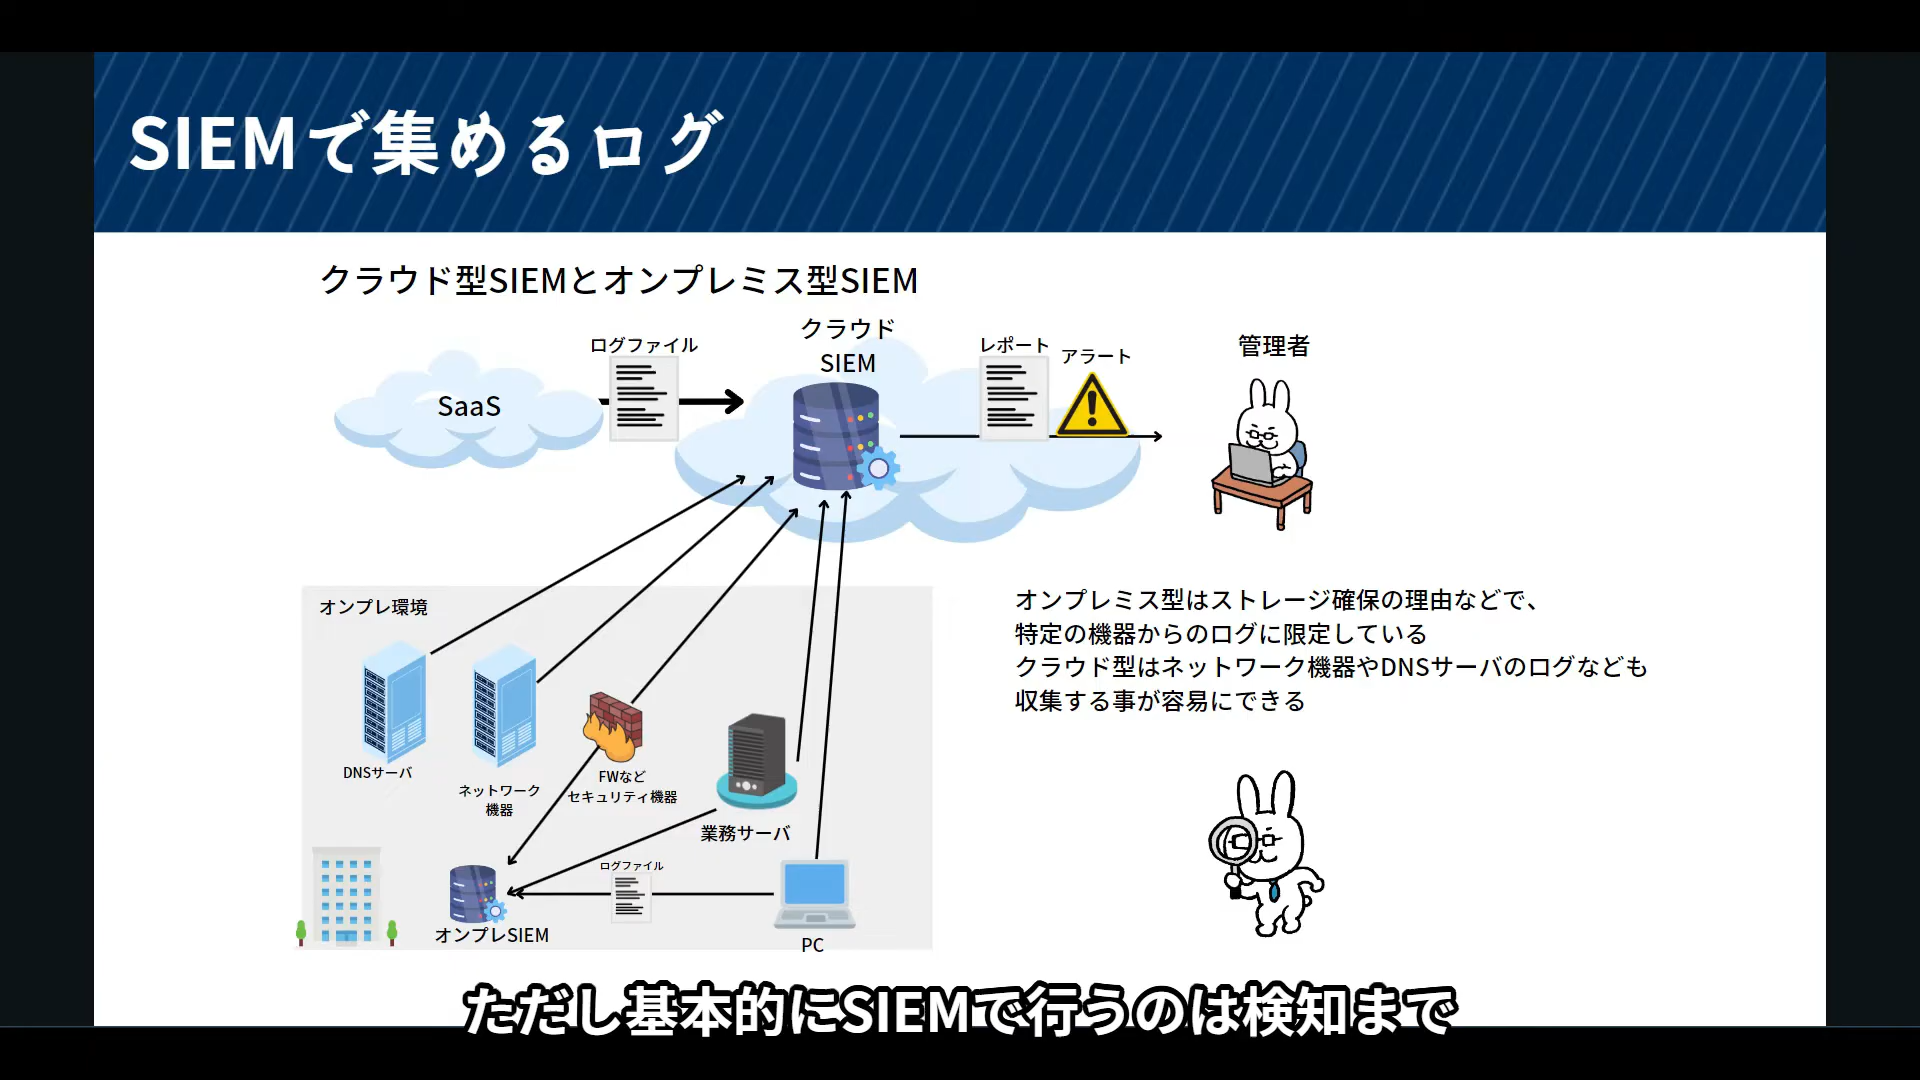 SIEMで集めるログ
クラウド型SIEMとオンプレミス型SIEM
SaaS
ログファイル
クラウド
SIEM
レポート
アラート
管理者
オンプレ環境
DNSサーバ
ネットワーク
機器
FWなど
セキュリティ機器
業務サーバ
ログファイル
オンプレSIEM
PC
オンプレミス型はストレージ確保の理由などで、
特定の機器からのログに限定している
クラウド型はネットワーク機器やDNSサーバのログなども
収集する事が容易にできる
ただし基本的にSIEMで行うのは検知まで